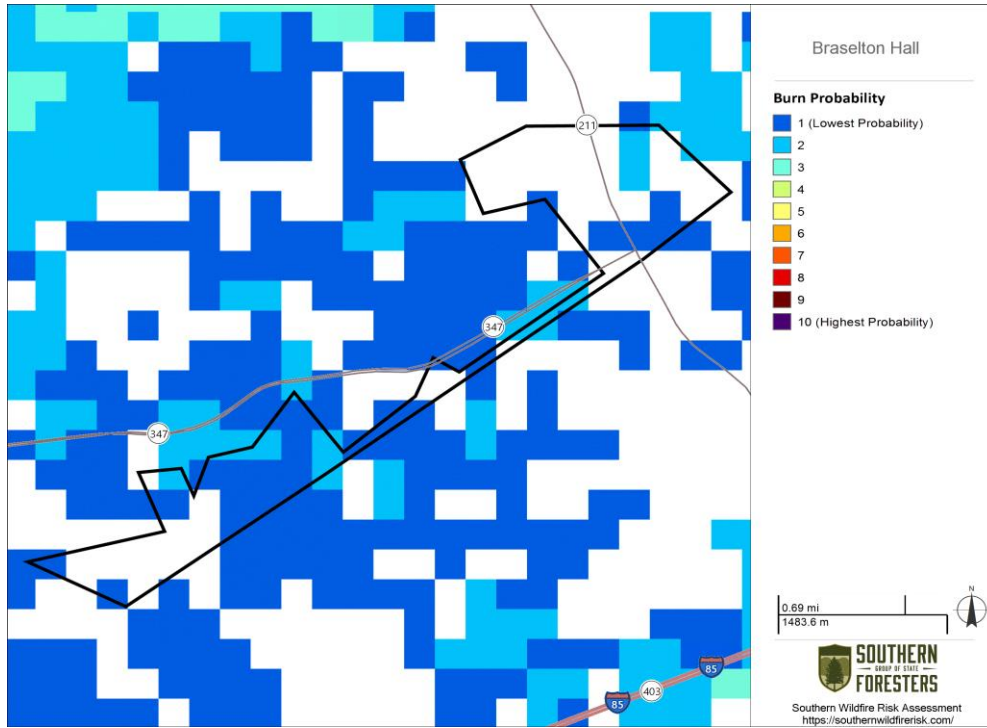 Braselton Hall
Burn Probability
1 (Lowest Probability)
2
3
4
5
6
7
8
9
10 (Highest Probability)
211
347
347
85
403
85
0.69 mi
1483.6 m
N
SOUTHERN
GROUP OF STATE
FORESTERS
Southern Wildfire Risk Assessment
https://southernwildfirerisk.com/